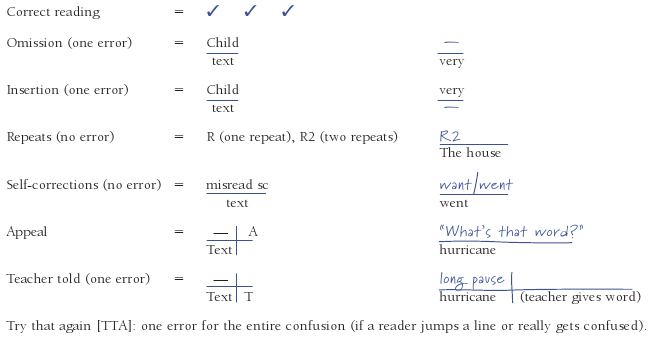 Correct reading = ✓ ✓ ✓
Omission (one error) = Child —
text very
Insertion (one error) = Child very
text —
Repeats (no error) = R (one repeat), R2 (two repeats) R2
The house
Self-corrections (no error) = misread sc want/went
text went
Appeal = — A "What's that word?"
Text hurricane
Teacher told (one error) = — long pause
Text T hurricane (teacher gives word)
Try that again [TTA]: one error for the entire confusion (if a reader jumps a line or really gets confused).